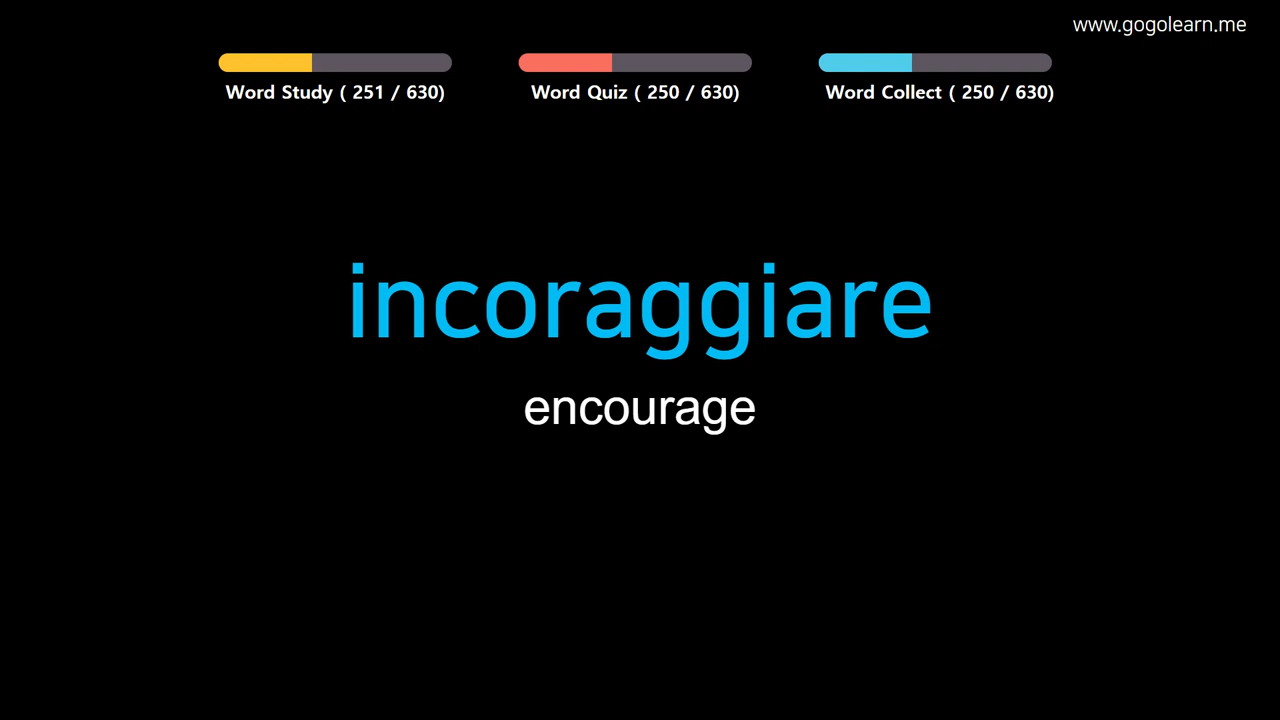 www.gogolearn.me
Word Study ( 251 / 630)
Word Quiz ( 250 / 630)
Word Collect ( 250 / 630)
incoraggiare
encourage